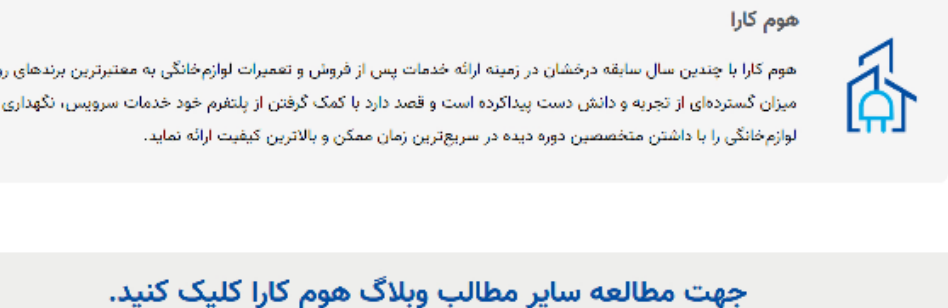 هوم کارا
هوم کارا با چندین سال سابقه درخشان در زمینه ارائه خدمات پس از فروش و تعمیرات لوازم‌خانگی به معتبرترین برندهای
میزان گسترده‌ای از تجربه و دانش دست پیداکرده است و قصد دارد با کمک گرفتن از پلتفرم خود خدمات سرویس، نگهداری
لوازم‌خانگی را با داشتن متخصصین دوره دیده در سریع‌ترین زمان ممکن و بالاترین کیفیت ارائه نماید.
جهت مطالعه سایر مطالب وبلاگ هوم کارا کلیک کنید.